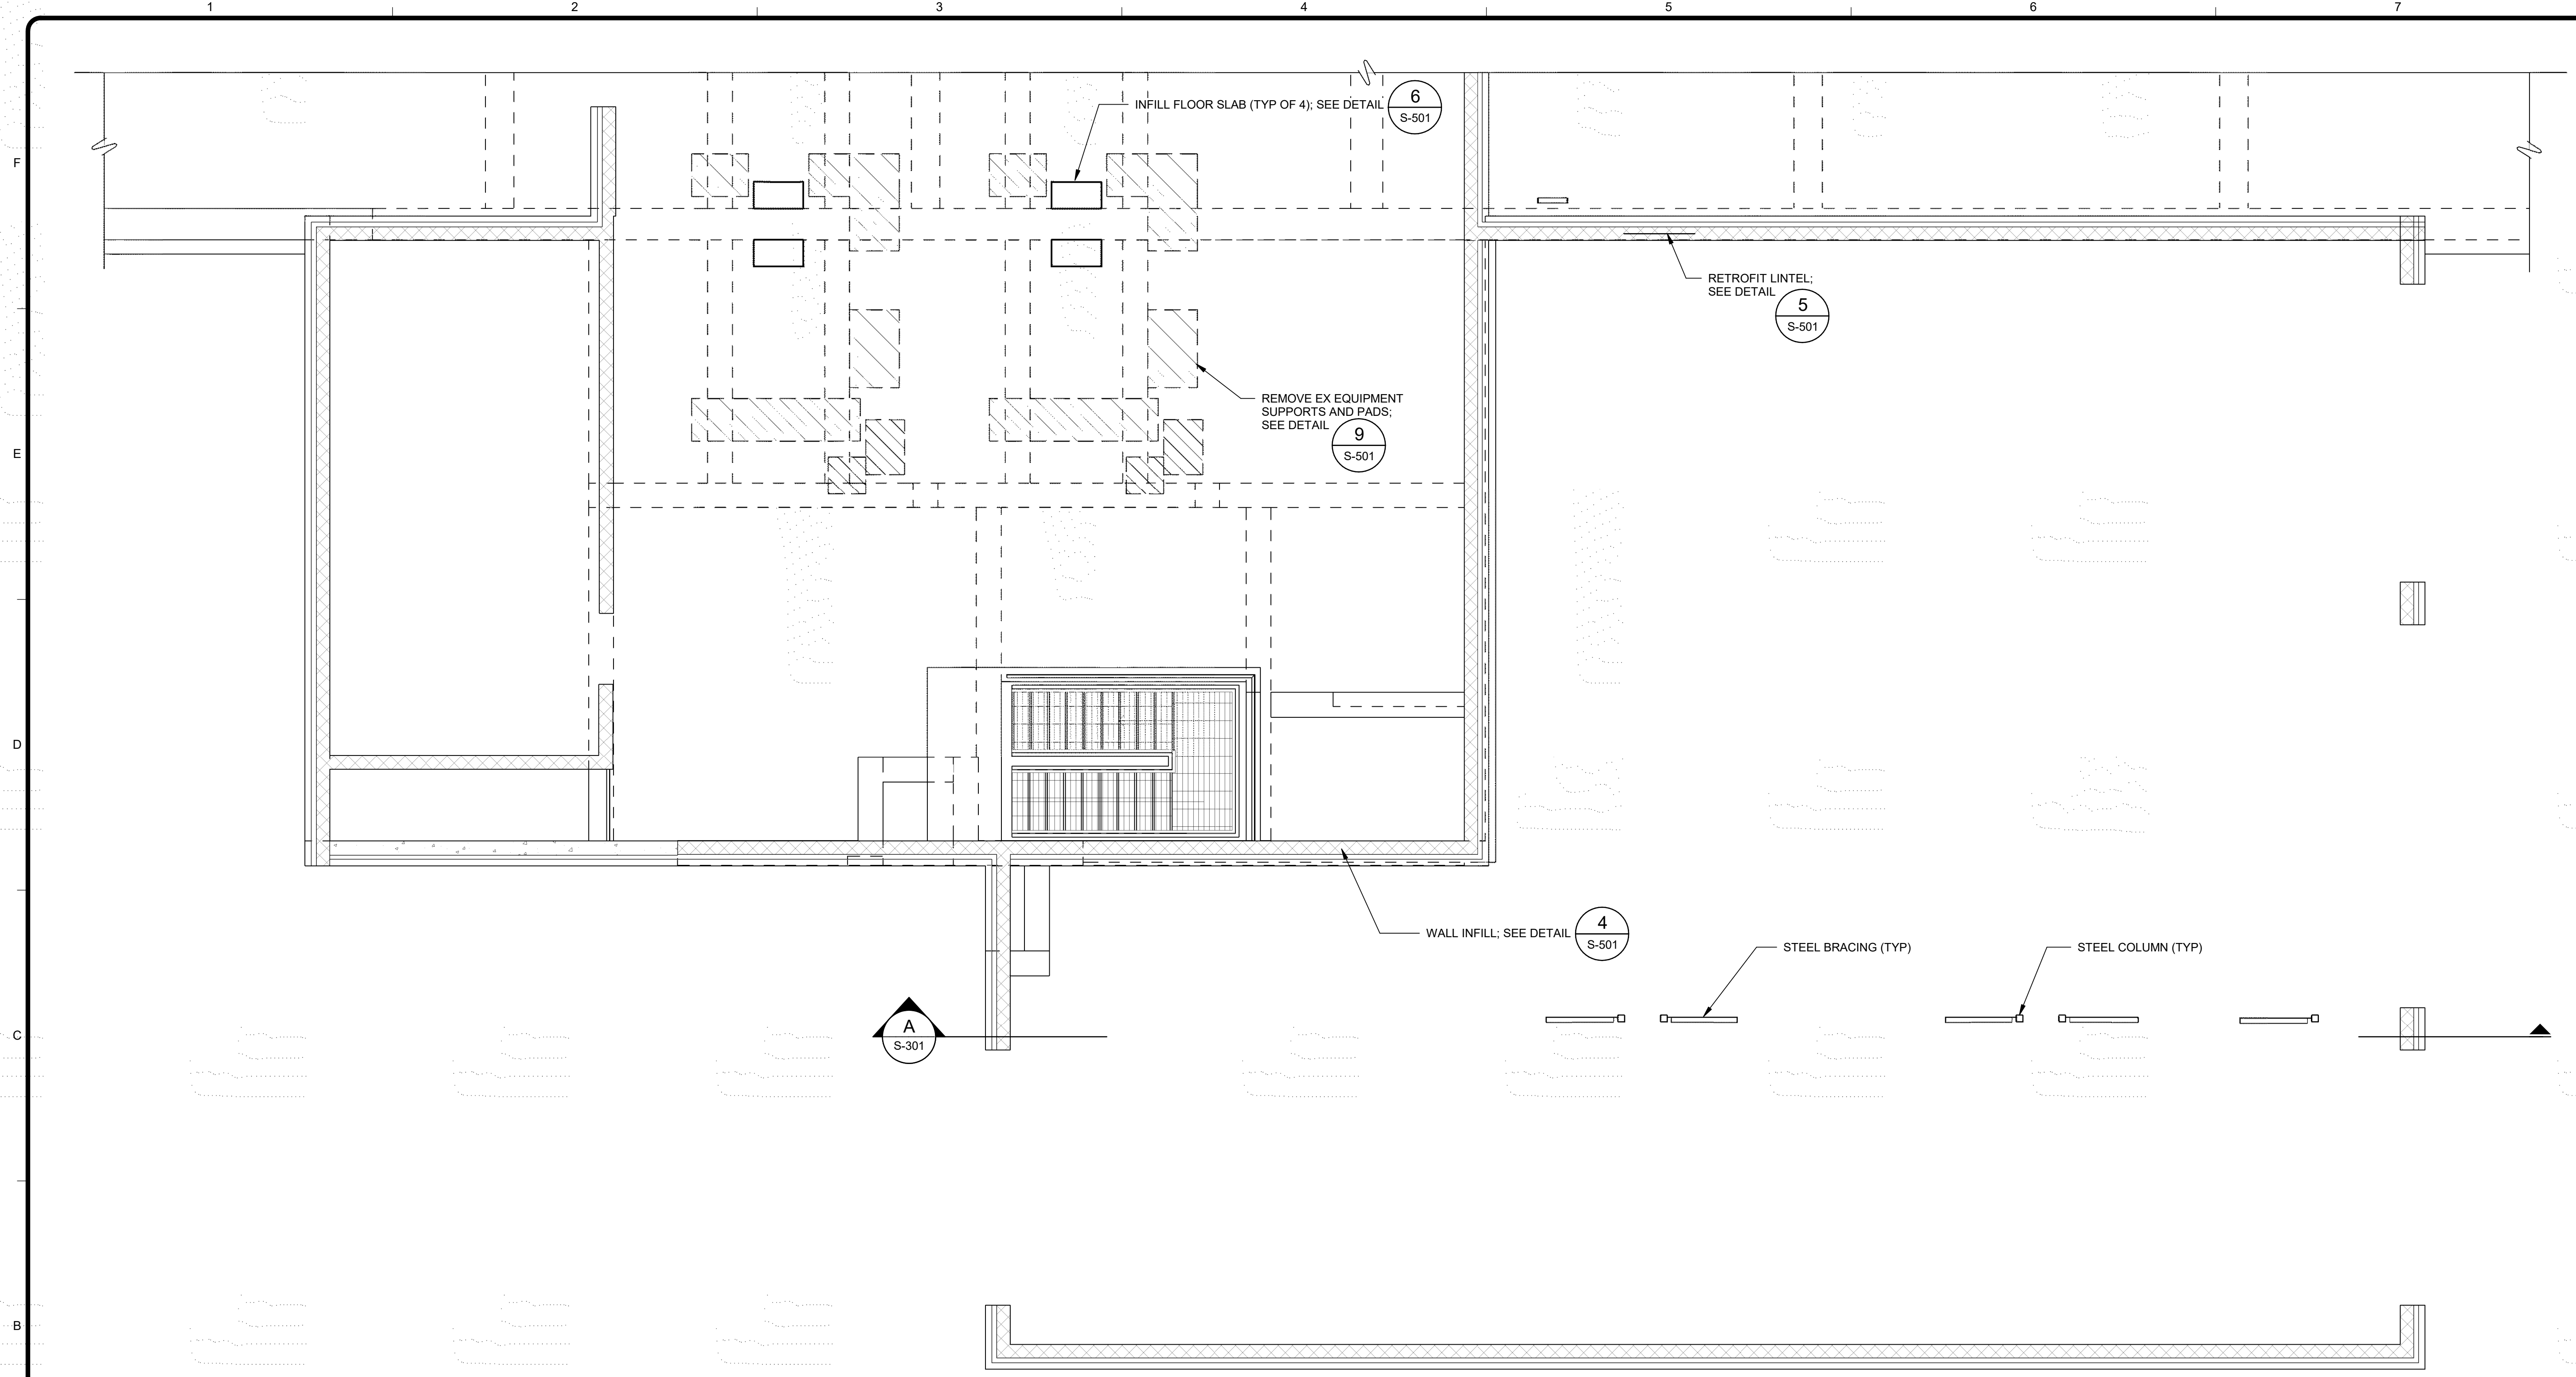 1 2 3 4 5 6 7
INFILL FLOOR SLAB (TYP OF 4); SEE DETAIL
6
S-501
F
RETROFIT LINTEL;
SEE DETAIL
5
S-501
REMOVE EX EQUIPMENT
SUPPORTS AND PADS;
SEE DETAIL
9
S-501
E
D
WALL INFILL; SEE DETAIL
4
S-501
STEEL BRACING (TYP)
STEEL COLUMN (TYP)
A
S-301
C
B